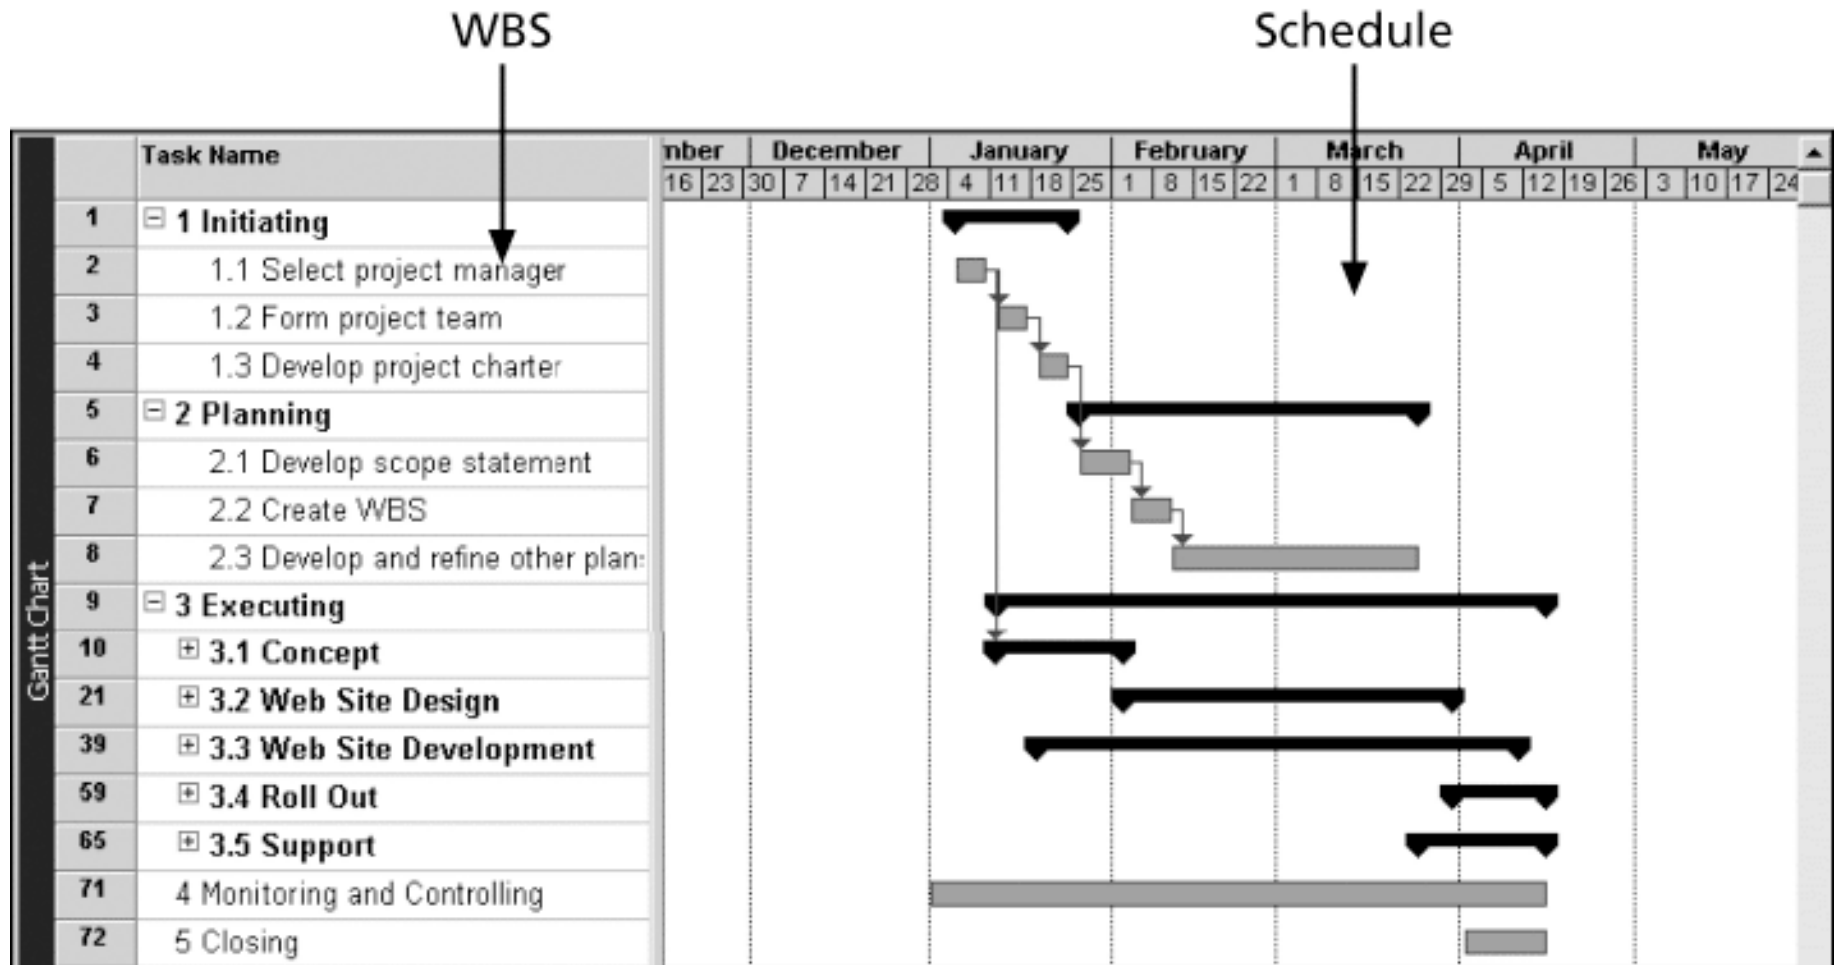 WBS Schedule
Task Name mber December January February March April May
16 23 30 7 14 21 28 4 11 18 25 1 8 15 22 1 8 15 22 29 5 12 19 26 3 10 17 24
1 1 Initiating
2 1.1 Select project manager
3 1.2 Form project team
4 1.3 Develop project charter
5 2 Planning
6 2.1 Develop scope statement
7 2.2 Create WBS
8 2.3 Develop and refine other plan
9 3 Executing
10 3.1 Concept
21 3.2 Web Site Design
39 3.3 Web Site Development
59 3.4 Roll Out
65 3.5 Support
71 4 Monitoring and Controlling
72 5 Closing
Gantt Chart